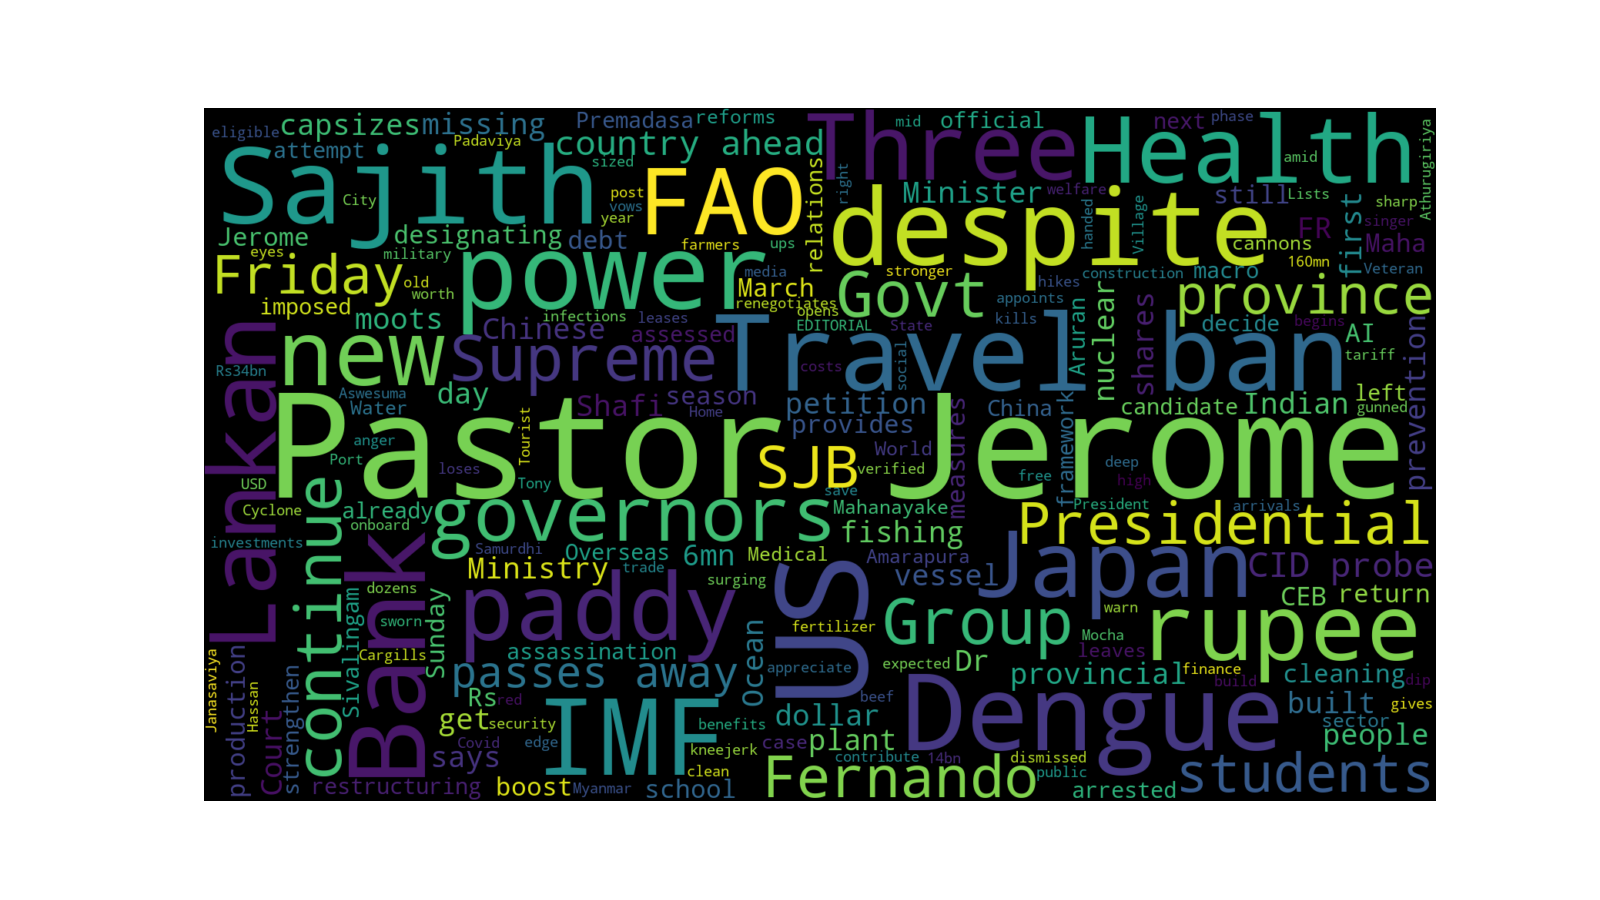 eligible
capsizes
missing
Premadasa
reforms
mid
official
next
phase
attempt
Padaviya
country ahead
Three
Health
amid
Athurugiriya
Sajith
sized
FAO
relations
right
Minister
welfare
handed
Village
still
Lists
sharp
City
post
vows
year
despite
cannons
FR
first
singer
Maha
Jerome
designating
debt
farmers
ups
eyes
military
power
media
stronger
hikes
construction
macro
160mn
Veteran
Friday
old
worth
March
renegotiates
opens
Govt
appoints
nuclear
shares
province
imposed
moots
infections
leases
EDITORIAL
State
kills
Aruran
decide
begins
AI
prevention
Lankan
new
Chinese
assessed
Supreme
Travel ban
social
tariff
Rs34bn
Aswesuma
day
season
costs
Water
Shafi
Home
petition
China
candidate
Indian
left
gunned
Pastor Jerome
provides
anger
Tourist
Port
loses
SJB
World
verified
measures
framework
deep
free
high
USD
Tony
save
Cyclone
continue
already
onboard
governors
Mahanayake
fishing
President
arrivals
Presidential
investments
Bank
Samurdhi
Overseas
6mn
Medical
Amarapura
Japan
CID probe
Ministry
trade
surging
US
vessel
CEB
return
dozens
Sivalingam
Sunday
paddy
warn
rupee
sworn
fertilizer
Group
Mocha
leaves
Cargills
assassination
Ocean
appreciate
expected
Dr
provincial
finance
cleaning
Janasaviya
production
Hassan
Court
strengthen
passes away
beef
Dengue
build
dip
gives
Rs
red
get
security
IMF
benefits
dollar
built
sector
people
says
Covid
edge
kneejerk
case
plant
contribute
14bn
dismissed
clean
public
restructuring
boost
Myanmar
school
Fernando
arrested
students